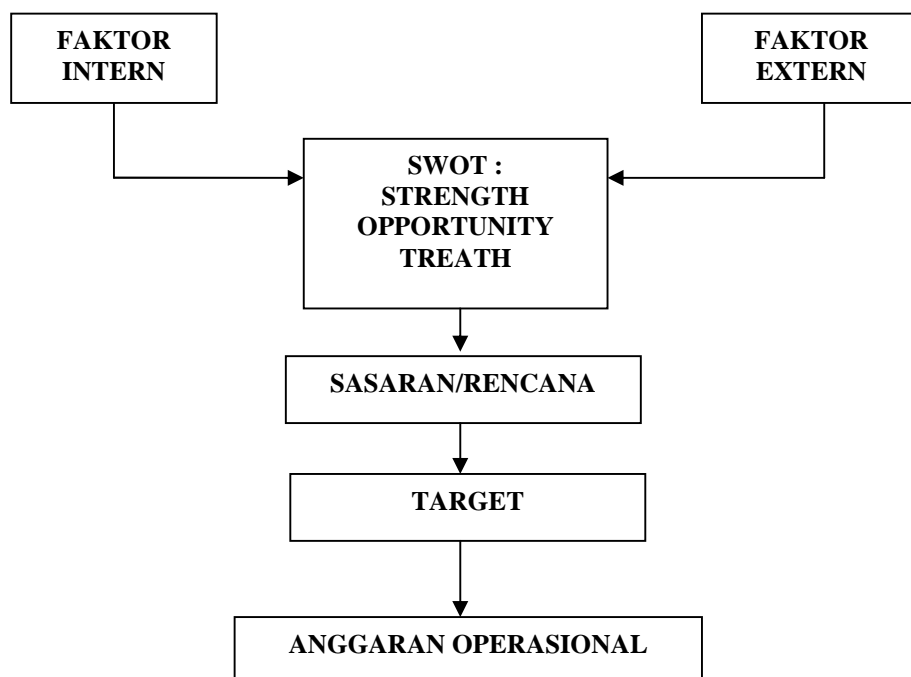 FAKTOR
INTERN
FAKTOR
EXTERN
SWOT :
STRENGTH
OPPORTUNITY
TREATH
SASARAN/RENCANA
TARGET
ANGGARAN OPERASIONAL